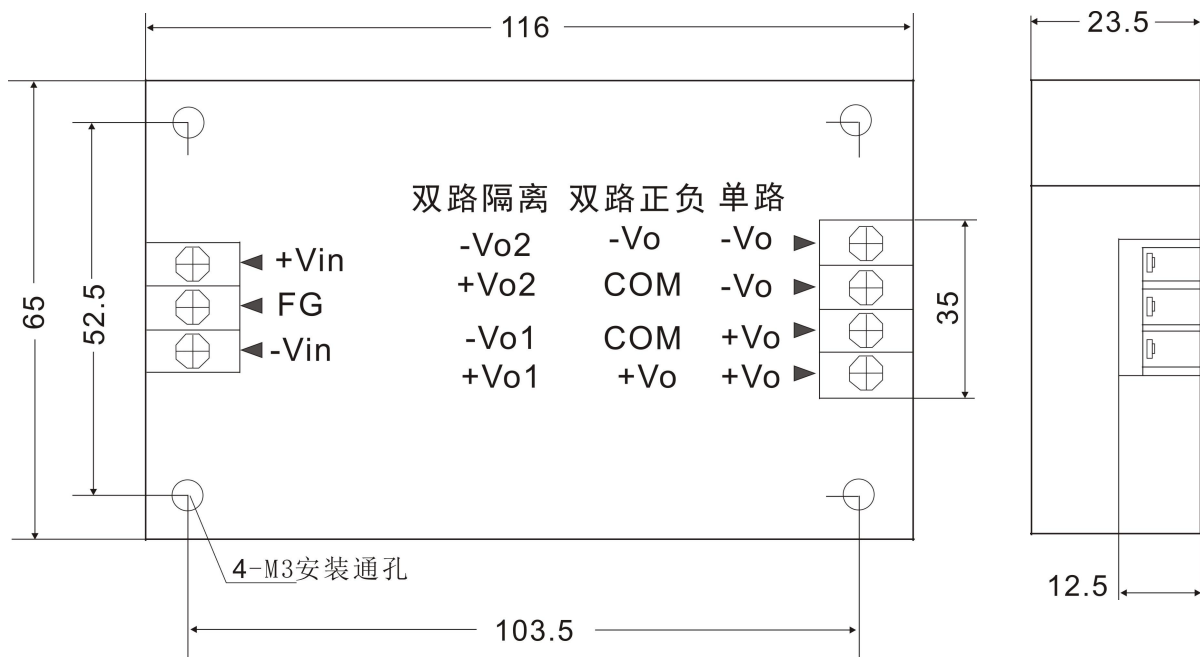 116
23.5
双路隔离 双路正负 单路
-Vo2 -Vo -Vo
+Vin
+Vo2 COM -Vo
FG
-Vo1 COM +Vo
-Vin
+Vo1 +Vo +Vo
65
52.5
35
4-M3安装通孔
12.5
103.5